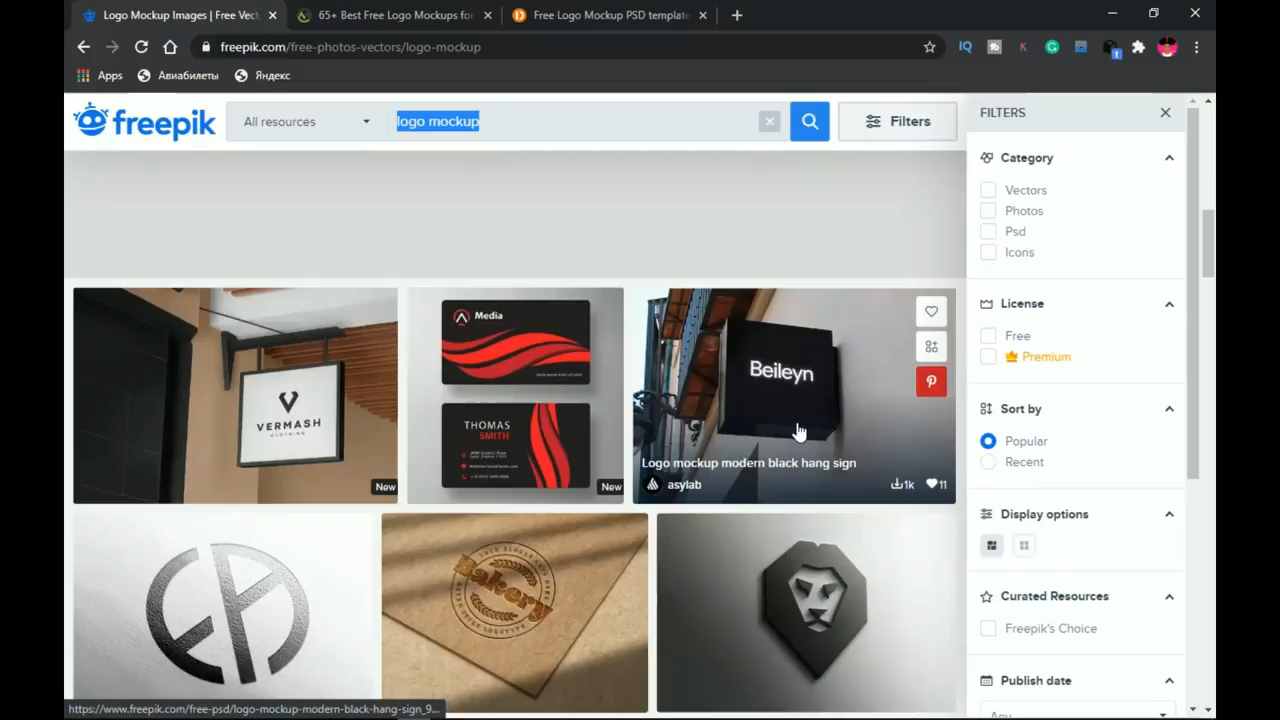 Logo Mockup Images | Free Vect
65+ Best Free Logo Mockups for
Free Logo Mockup PSD template
freepik.com/free-photos-vectors/logo-mockup
IQ
K
1
Apps
Авиабилеты
Яндекс
freepik
All resources
logo mockup
Filters
FILTERS
Category
Vectors
Photos
Psd
Icons
License
Free
Premium
Sort by
Popular
Recent
Display options
Curated Resources
Freepik's Choice
Publish date
Any
VERMASH
CLOTHING
New
Media
THOMAS
SMITH
New
Beileyn
Logo mockup modern black hang sign
asylab
1k
11
Bakery
https://www.freepik.com/free-psd/logo-mockup-modern-black-hang-sign_9...